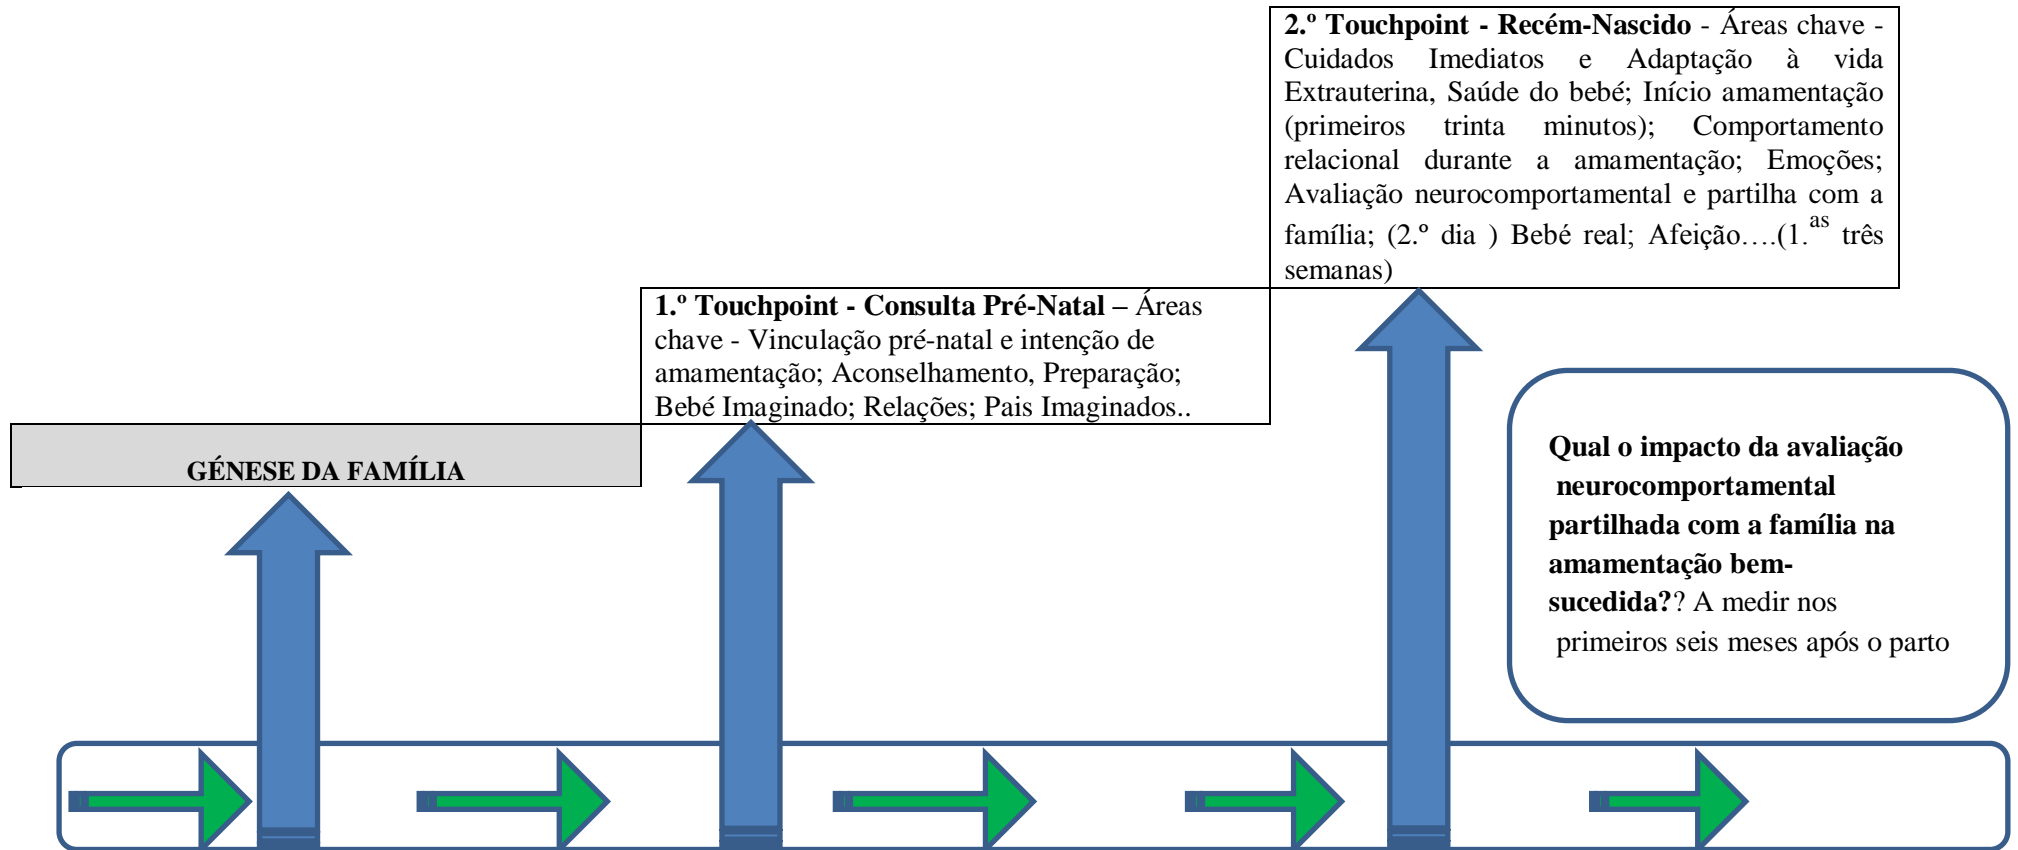 2.º Touchpoint - Recém-Nascido - Áreas chave -
Cuidados Imediatos e Adaptação à vida
Extrauterina, Saúde do bebé; Início amamentação
(primeiros trinta minutos); Comportamento
relacional durante a amamentação; Emoções;
Avaliação neurocomportamental e partilha com a
família; (2.º dia ) Bebé real; Afeição….(1.as três
semanas)
1.º Touchpoint - Consulta Pré-Natal – Áreas
chave - Vinculação pré-natal e intenção de
amamentação; Aconselhamento, Preparação;
Bebé Imaginado; Relações; Pais Imaginados..
GÉNESE DA FAMÍLIA
Qual o impacto da avaliação
neurocomportamental
partilhada com a família na
amamentação bem-
sucedida?? A medir nos
primeiros seis meses após o parto